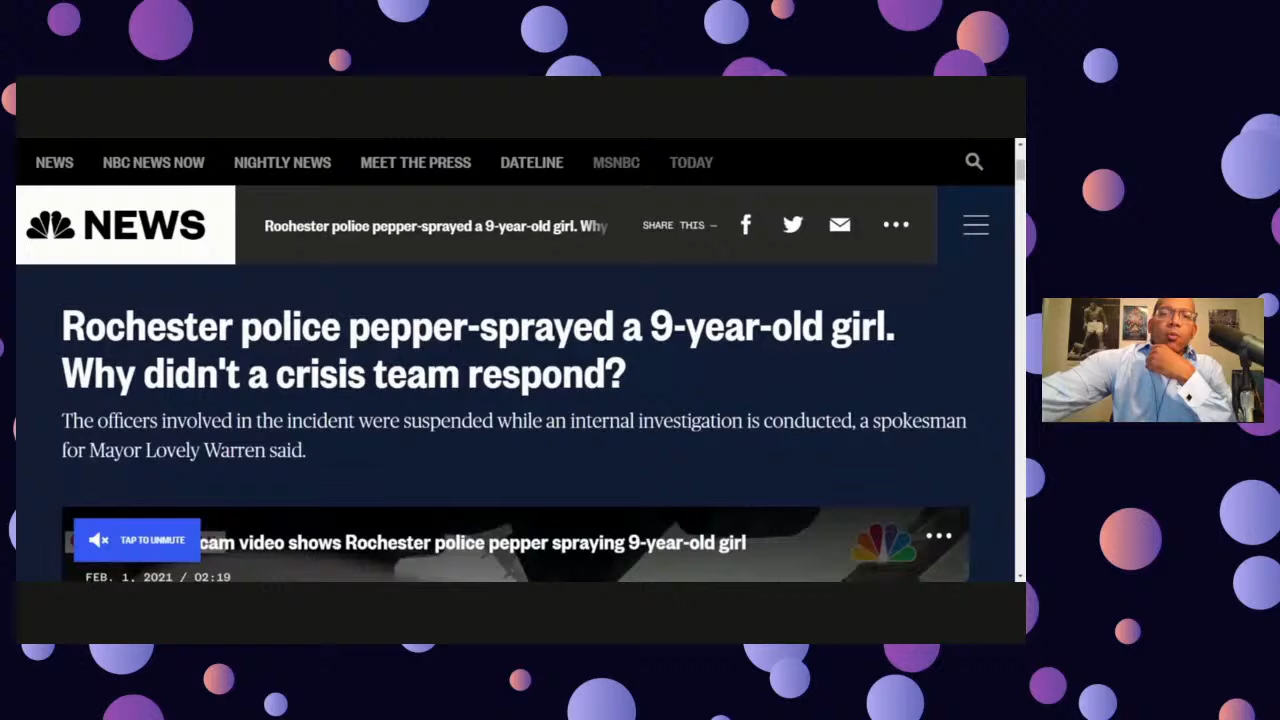 NEWS NBC NEWS NOW NIGHTLY NEWS MEET THE PRESS DATELINE MSNBC TODAY
NEWS Rochester police pepper-sprayed a 9-year-old girl. Why SHARE THIS –
Rochester police pepper-sprayed a 9-year-old girl.
Why didn't a crisis team respond?
The officers involved in the incident were suspended while an internal investigation is conducted, a spokesman
for Mayor Lovely Warren said.
TAP TO UNMUTE cam video shows Rochester police pepper spraying 9-year-old girl
FEB. 1, 2021 / 02:19